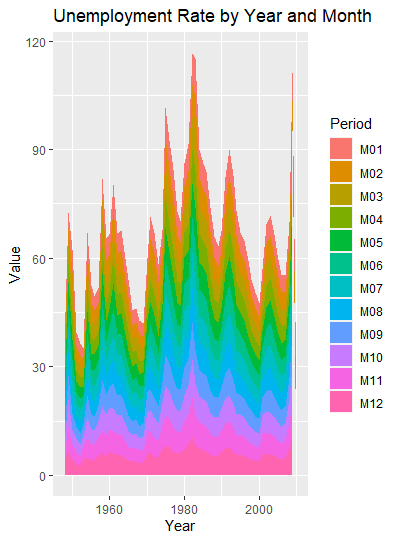 Unemployment Rate by Year and Month
120
90
60
30
0
Value
1960
1980
2000
Year
Period
M01
M02
M03
M04
M05
M06
M07
M08
M09
M10
M11
M12